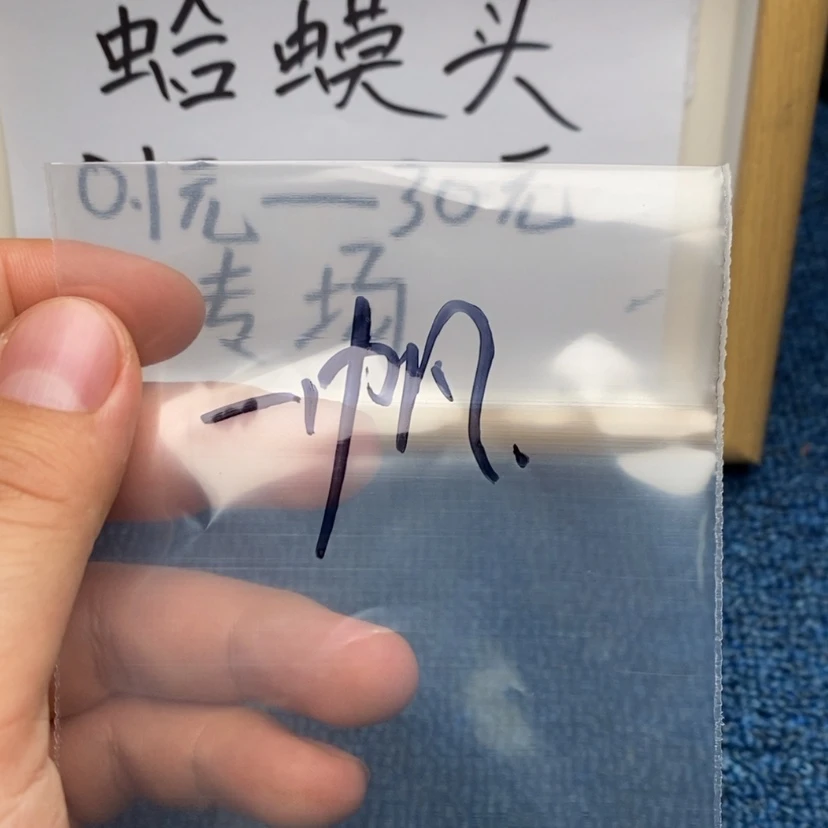 蛤蟆头
0.1元—30元
专场
一帆